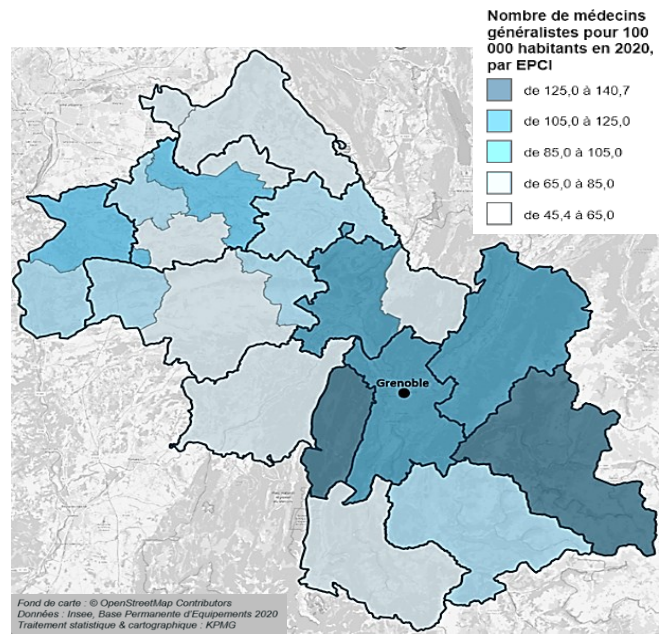 Nombre de médecins
généralistes pour 100
000 habitants en 2020,
par EPCI
de 125,0 à 140,7
de 105,0 à 125,0
de 85,0 à 105,0
de 65,0 à 85,0
de 45,4 à 65,0
Grenoble
Fond de carte : © OpenStreetMap Contributors
Données : Insee, Base Permanente d'Equipements 2020
Traitement statistique & cartographique : KPMG